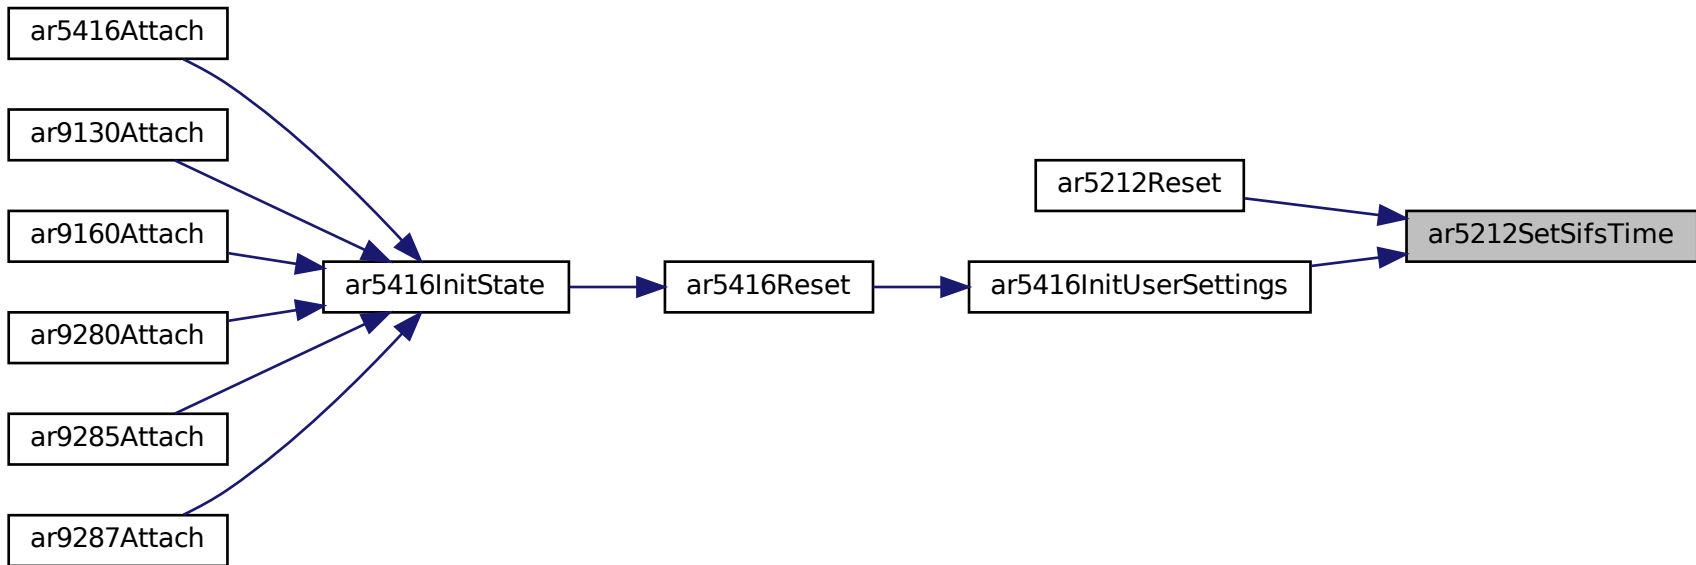 ar5416Attach
ar9130Attach
ar5212Reset
ar9160Attach
ar5212SetSifsTime
ar5416InitState
ar5416Reset
ar5416InitUserSettings
ar9280Attach
ar9285Attach
ar9287Attach